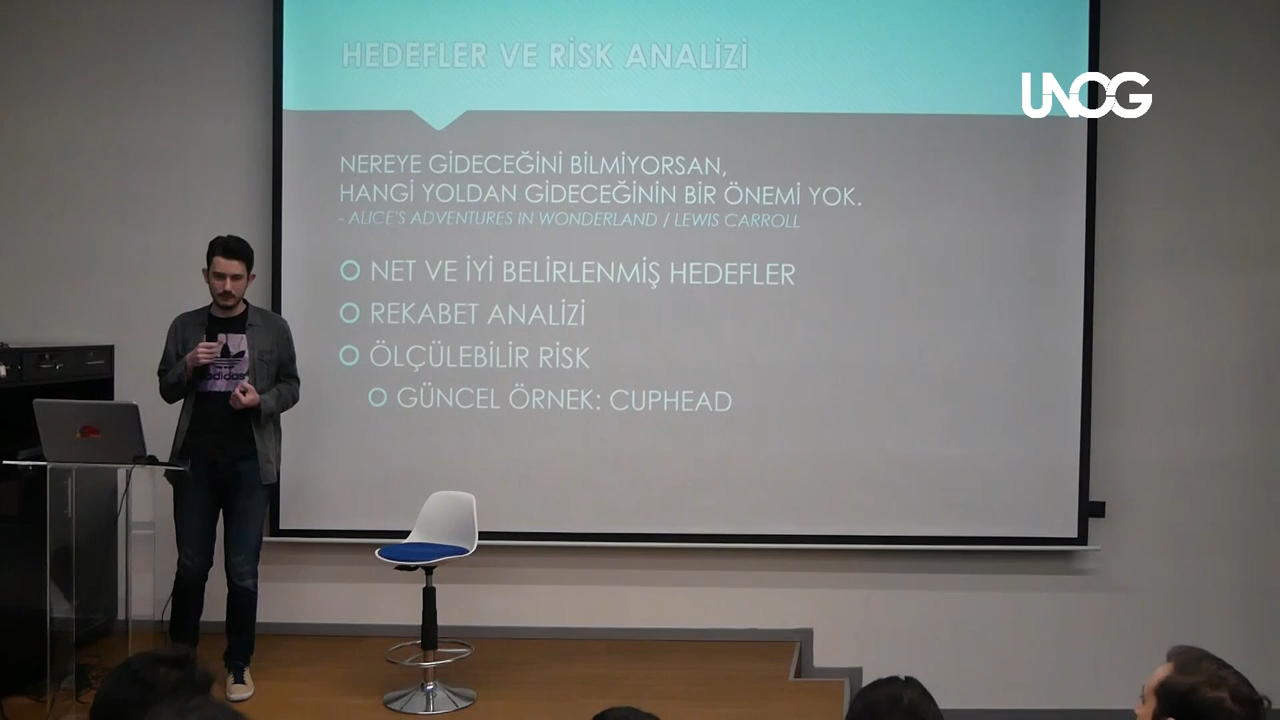 HEDEFLER VE RİSK ANALİZİ
UNOG
NEREYE GİDECEĞİNİ BİLMİYORSAN,
HANGİ YOLDAN GİDECEĞİNİN BİR ÖNEMİ YOK.
- ALICE'S ADVENTURES IN WONDERLAND / LEWIS CARROLL
NET VE İYİ BELİRLENMİŞ HEDEFLER
REKABET ANALİZİ
ÖLÇÜLEBİLİR RİSK
GÜNCEL ÖRNEK: CUPHEAD
adidas